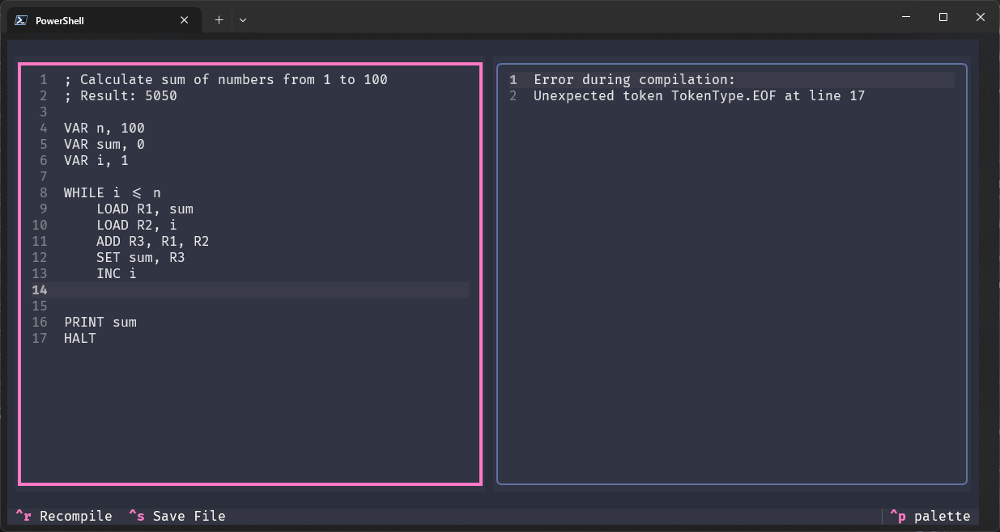 PowerShell
1 ; Calculate sum of numbers from 1 to 100
2 ; Result: 5050
3
4 VAR n, 100
5 VAR sum, 0
6 VAR i, 1
7
8 WHILE i <= n
9 LOAD R1, sum
10 LOAD R2, i
11 ADD R3, R1, R2
12 SET sum, R3
13 INC i
14
15
16 PRINT sum
17 HALT
1 Error during compilation:
2 Unexpected token TokenType.EOF at line 17
^r Recompile ^s Save File ^p palette